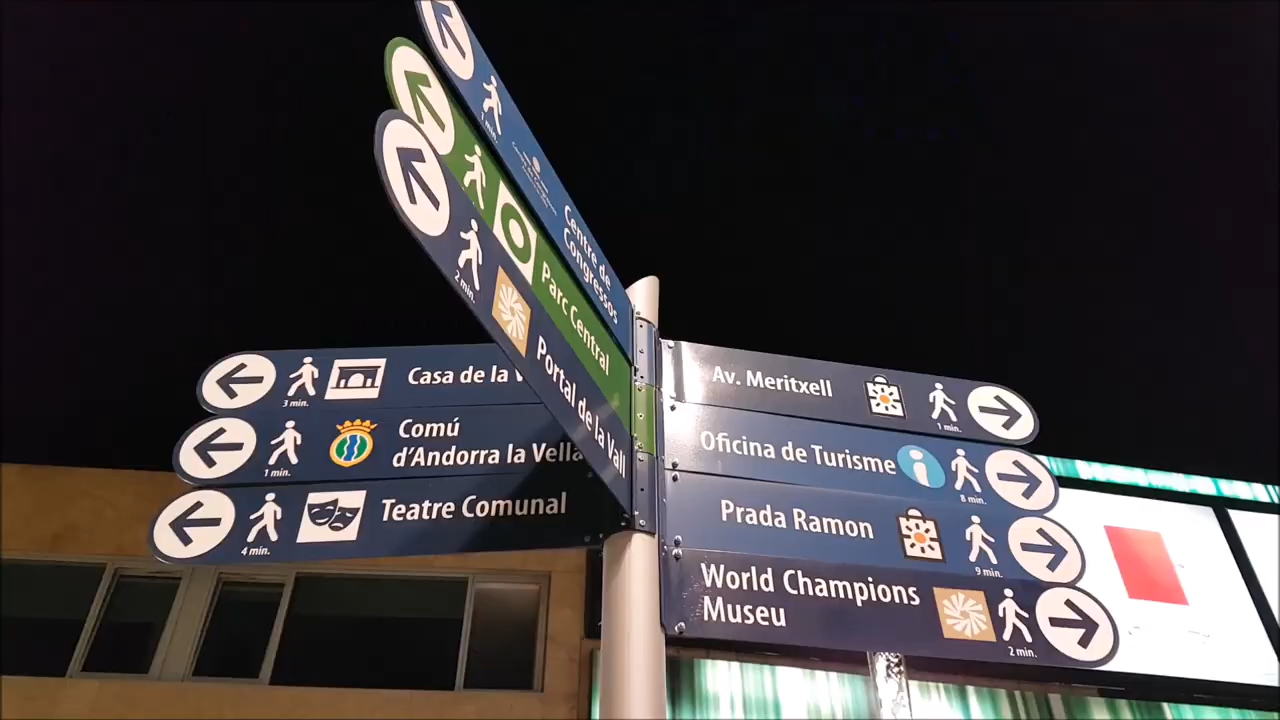 1 min.
Centre de
Congressos
Parc Central
2 min.
Portal de la Vall
3 min.
Casa de la
1 min.
Comú
d'Andorra la Vella
4 min.
Teatre Comunal
Av. Meritxell
1 min.
Oficina de Turisme
8 min.
Prada Ramon
9 min.
World Champions
Museu
2 min.